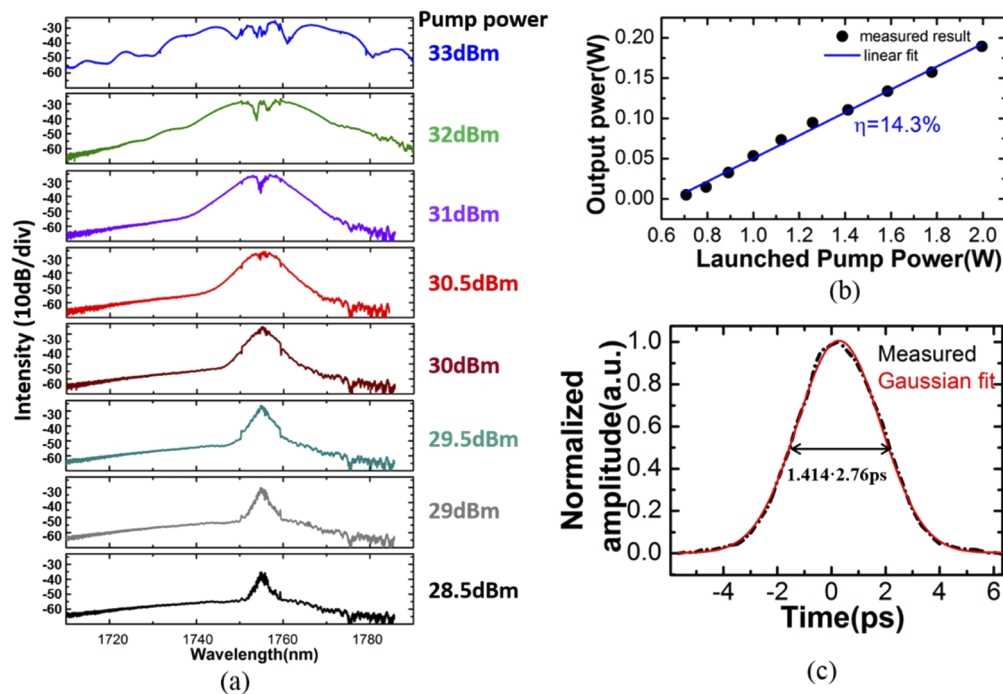 Pump power
-30
-40
-50
-60
33dBm
-30
-40
-50
-60
32dBm
-30
-40
-50
-60
31dBm
-30
-40
-50
-60
30.5dBm
-30
-40
-50
-60
30dBm
-30
-40
-50
-60
29.5dBm
-30
-40
-50
-60
29dBm
-30
-40
-50
-60
28.5dBm
Intensity (10dB/div)
1720 1740 1760 1780
Wavelength(nm)
(a)
Output pwer(W)
0.20
0.15
0.10
0.05
0.00
measured result
linear fit
η=14.3%
0.6 0.8 1.0 1.2 1.4 1.6 1.8 2.0
Launched Pump Power(W)
(b)
Normalized
amplitude(a.u.)
1.0
0.8
0.6
0.4
0.2
0.0
Measured
Gaussian fit
1.414·2.76ps
-4 -2 0 2 4 6
Time(ps)
(c)